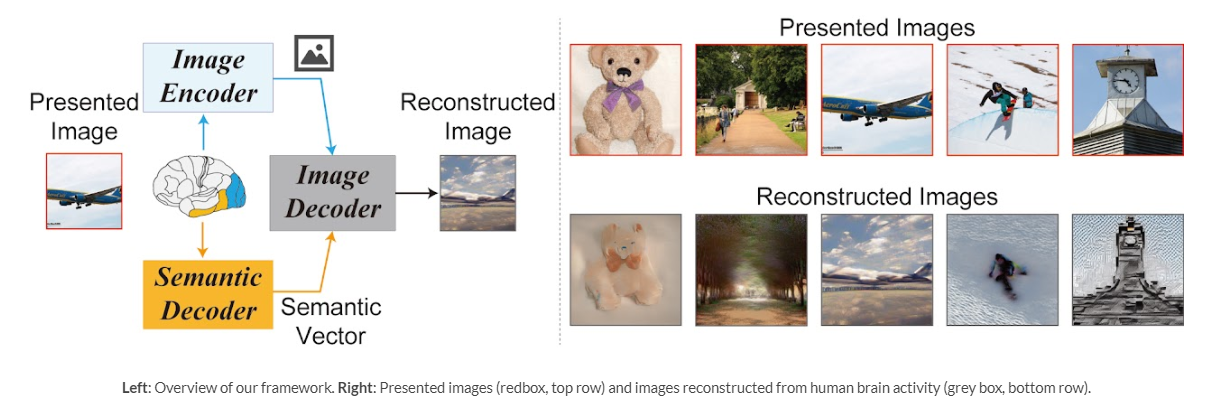 Presented
Image
Image
Encoder
Semantic
Decoder
Semantic
Vector
Image
Decoder
Reconstructed
Image
Presented Images
Reconstructed Images
Left: Overview of our framework. Right: Presented images (redbox, top row) and images reconstructed from human brain activity (grey box, bottom row).